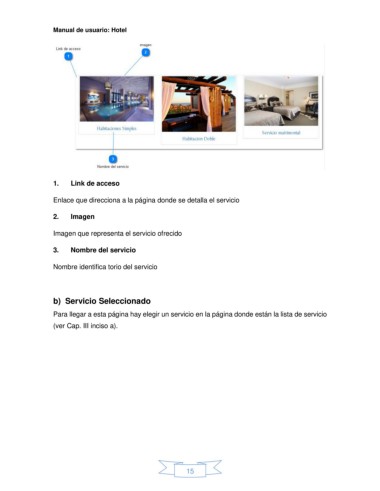 Manual de usuario: Hotel
Link de acceso
Imagen
1
2
Habitaciones Simples
Habitacion Doble
Servicio matrimonial
3
Nombre del servicio
1. Link de acceso
Enlace que direcciona a la página donde se detalla el servicio
2. Imagen
Imagen que representa el servicio ofrecido
3. Nombre del servicio
Nombre identifica torio del servicio
b) Servicio Seleccionado
Para llegar a esta página hay elegir un servicio en la página donde están la lista de servicio
(ver Cap. III inciso a).
15